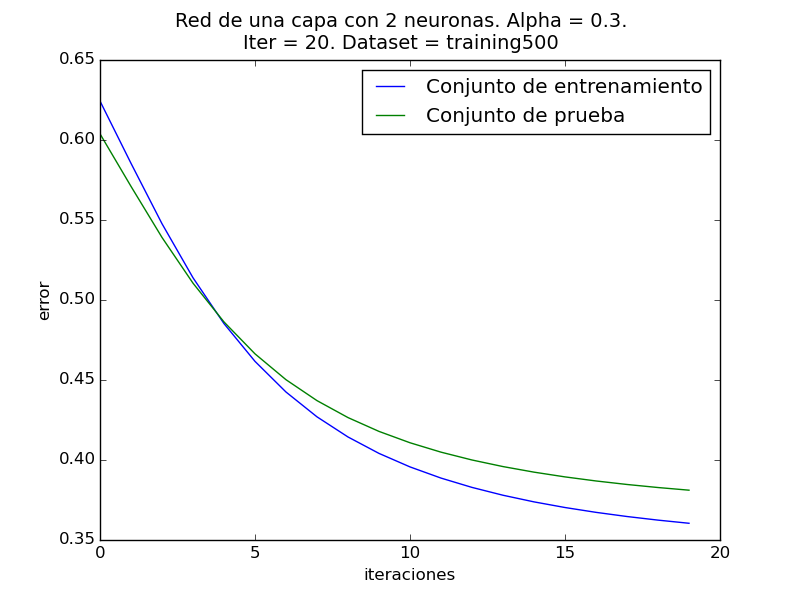 Red de una capa con 2 neuronas. Alpha = 0.3.
Iter = 20. Dataset = training500
Conjunto de entrenamiento
Conjunto de prueba
0.65
0.60
0.55
0.50
0.45
0.40
0.35
error
0
5
10
15
20
iteraciones